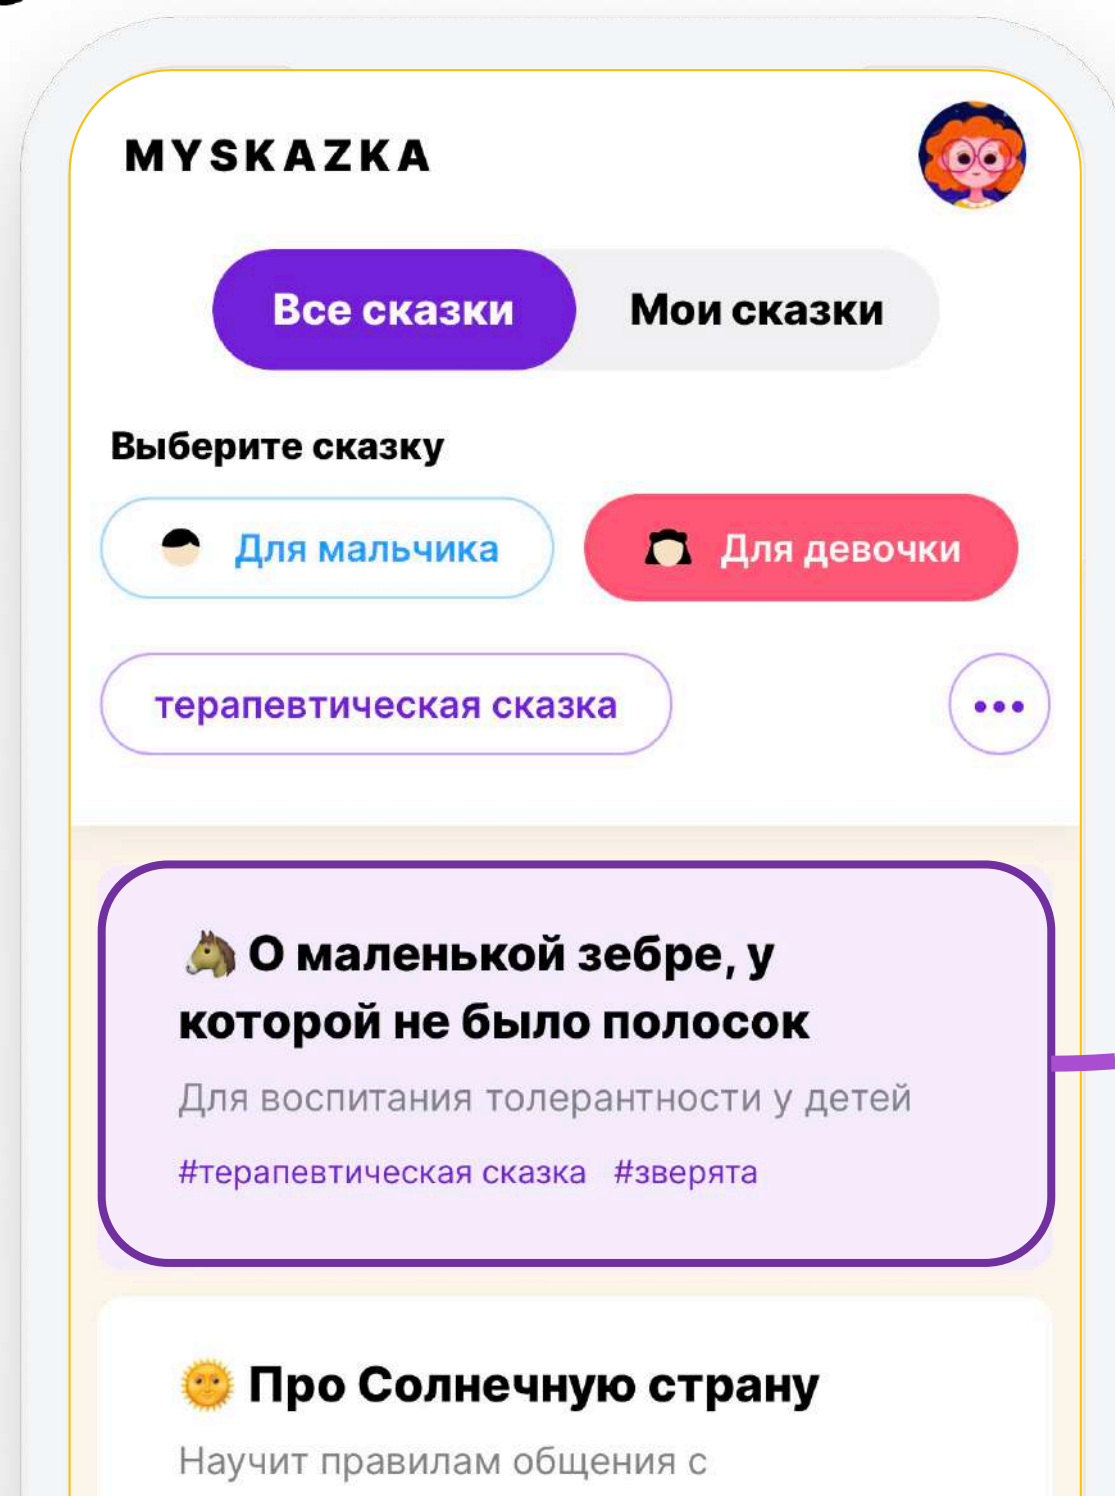 MYSKAZKA
Все сказки
Мои сказки
Выберите сказку
Для мальчика
Для девочки
терапевтическая сказка
О маленькой зебре, у
которой не было полосок
Для воспитания толерантности у детей
#терапевтическая сказка #зверята
Про Солнечную страну
Научит правилам общения с